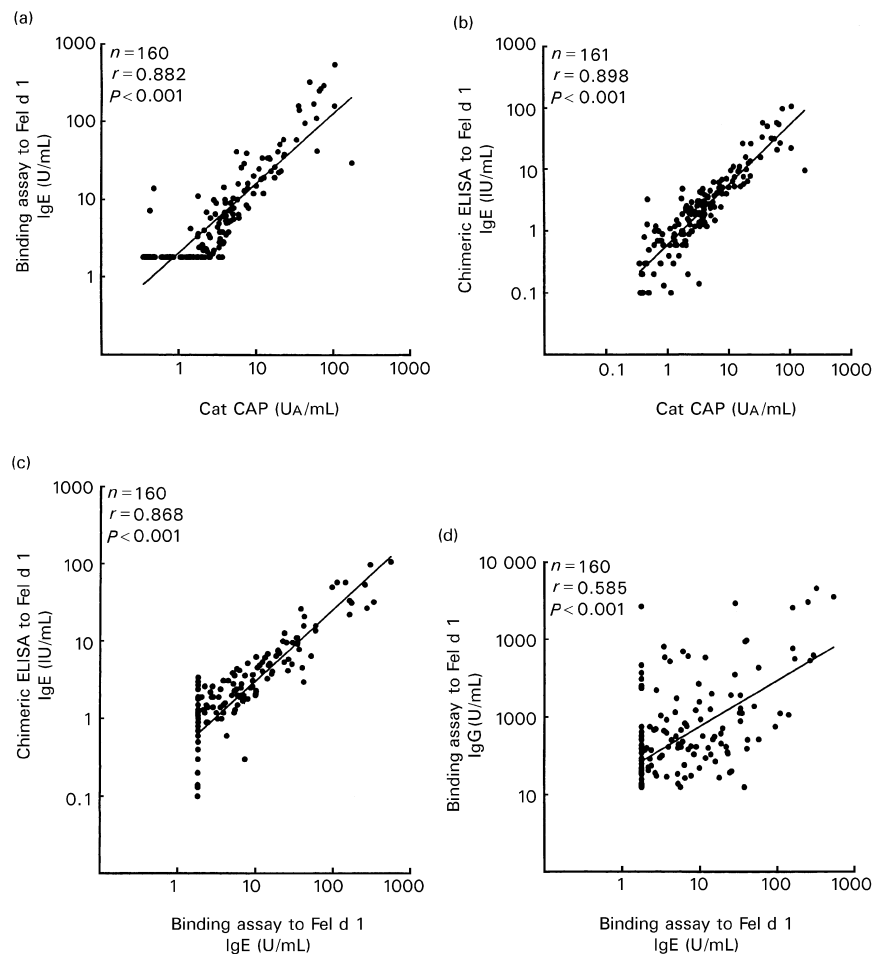 (a)
1000
n=160
r=0.882
P<0.001
100
10
1
Binding assay to Fel d 1
IgE (U/mL)
1
10
100
1000
Cat CAP (UA/mL)
(b)
1000
n=161
r=0.898
P<0.001
100
10
1
0.1
Chimeric ELISA to Fel d 1
IgE (IU/mL)
0.1
1
10
100
1000
Cat CAP (UA/mL)
(c)
1000
n=160
r=0.868
P<0.001
100
10
1
0.1
Chimeric ELISA to Fel d 1
IgE (IU/mL)
1
10
100
1000
Binding assay to Fel d 1
IgE (U/mL)
(d)
10 000
n=160
r=0.585
P<0.001
1000
1000
10
Binding assay to Fel d 1
IgG (U/mL)
1
10
100
1000
Binding assay to Fel d 1
IgE (U/mL)